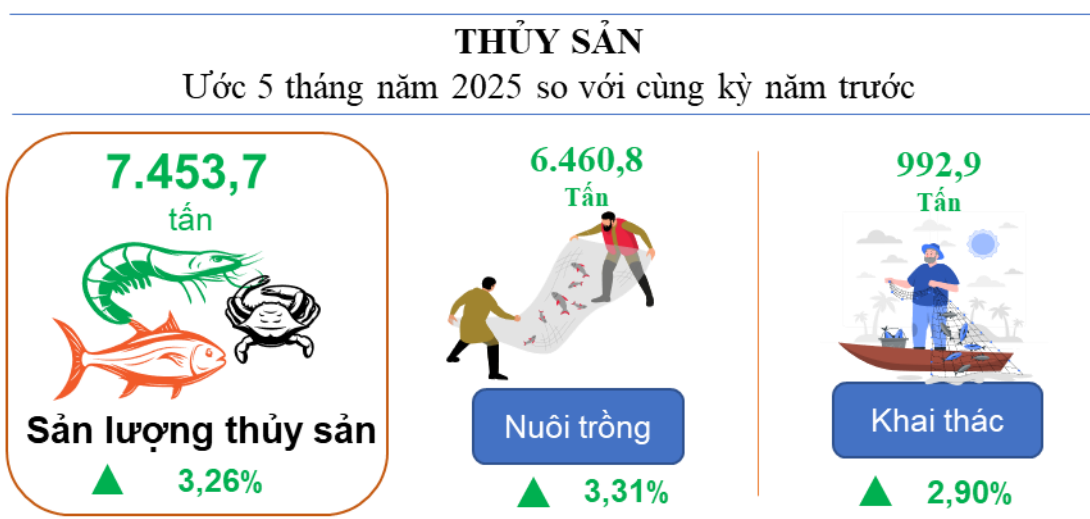 THỦY SẢN
Ước 5 tháng năm 2025 so với cùng kỳ năm trước
7.453,7
tấn
Sản lượng thủy sản
3,26%
6.460,8
Tấn
Nuôi trồng
3,31%
992,9
Tấn
Khai thác
2,90%